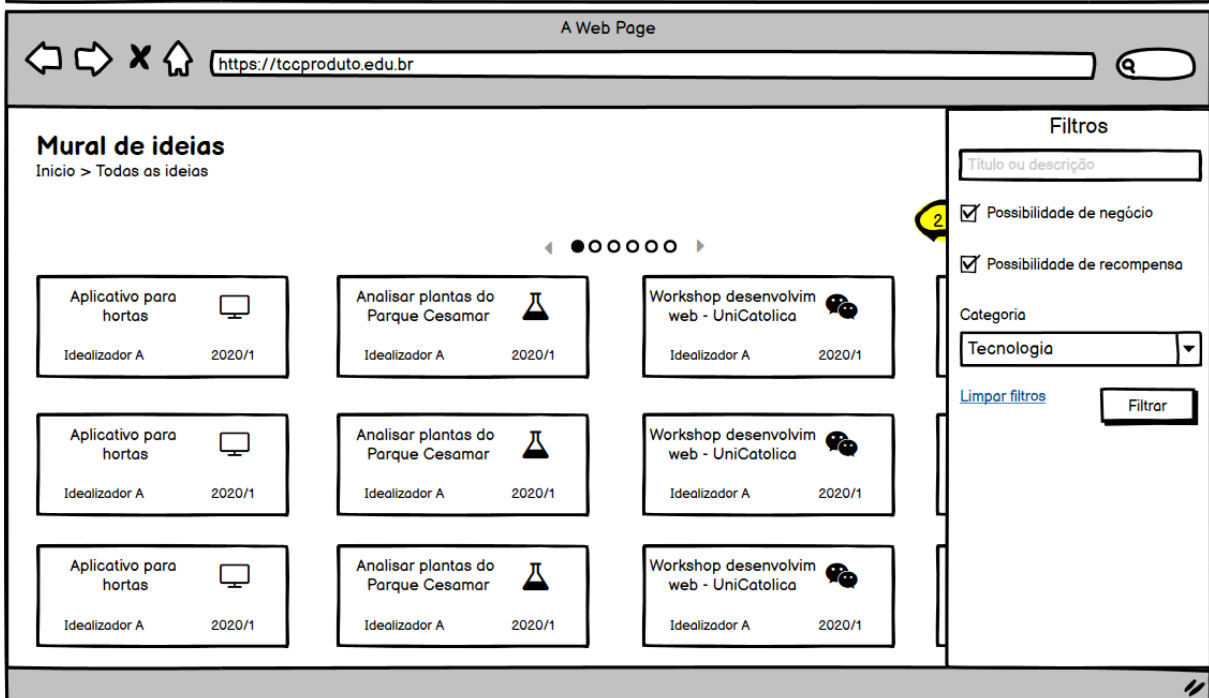 A Web Page
https://tccproduto.edu.br
Mural de ideias
Inicio > Todas as ideias
2
Aplicativo para
hortas
Idealizador A 2020/1
Analisar plantas do
Parque Cesamar
Idealizador A 2020/1
Workshop desenvolvim
web - UniCatolica
Idealizador A 2020/1
Aplicativo para
hortas
Idealizador A 2020/1
Analisar plantas do
Parque Cesamar
Idealizador A 2020/1
Workshop desenvolvim
web - UniCatolica
Idealizador A 2020/1
Aplicativo para
hortas
Idealizador A 2020/1
Analisar plantas do
Parque Cesamar
Idealizador A 2020/1
Workshop desenvolvim
web - UniCatolica
Idealizador A 2020/1
Filtros
Título ou descrição
Possibilidade de negócio
Possibilidade de recompensa
Categoria
Tecnologia
Limpar filtros
Filtrar